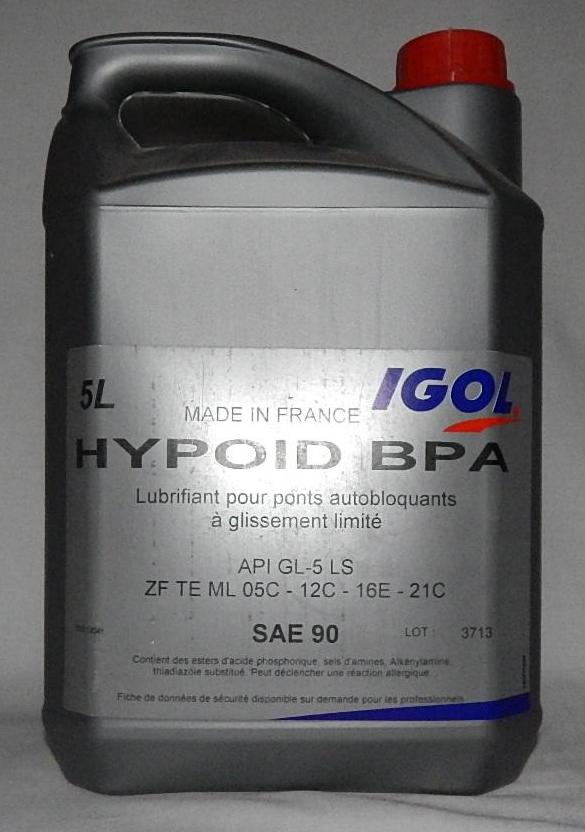 5L
IGOL
MADE IN FRANCE
HYPOID BPA
Lubrifiant pour ponts autobloquants
à glissement limité
API GL-5 LS
ZF TE ML 05C - 12C - 16E - 21C
SAE 90
LOT : 3713
Contient des esters d'acide phosphorique, sels d'amines, Alkénylamine,
thiadiazole substitué. Peut déclencher une réaction allergique.
Fiche de données de sécurité disponible sur demande pour les professionnels